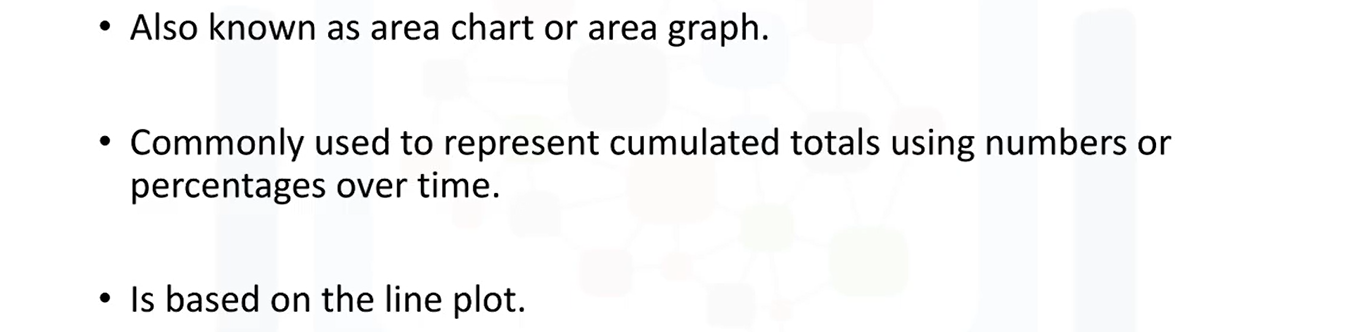 • Also known as area chart or area graph.
• Commonly used to represent cumulated totals using numbers or
percentages over time.
• Is based on the line plot.